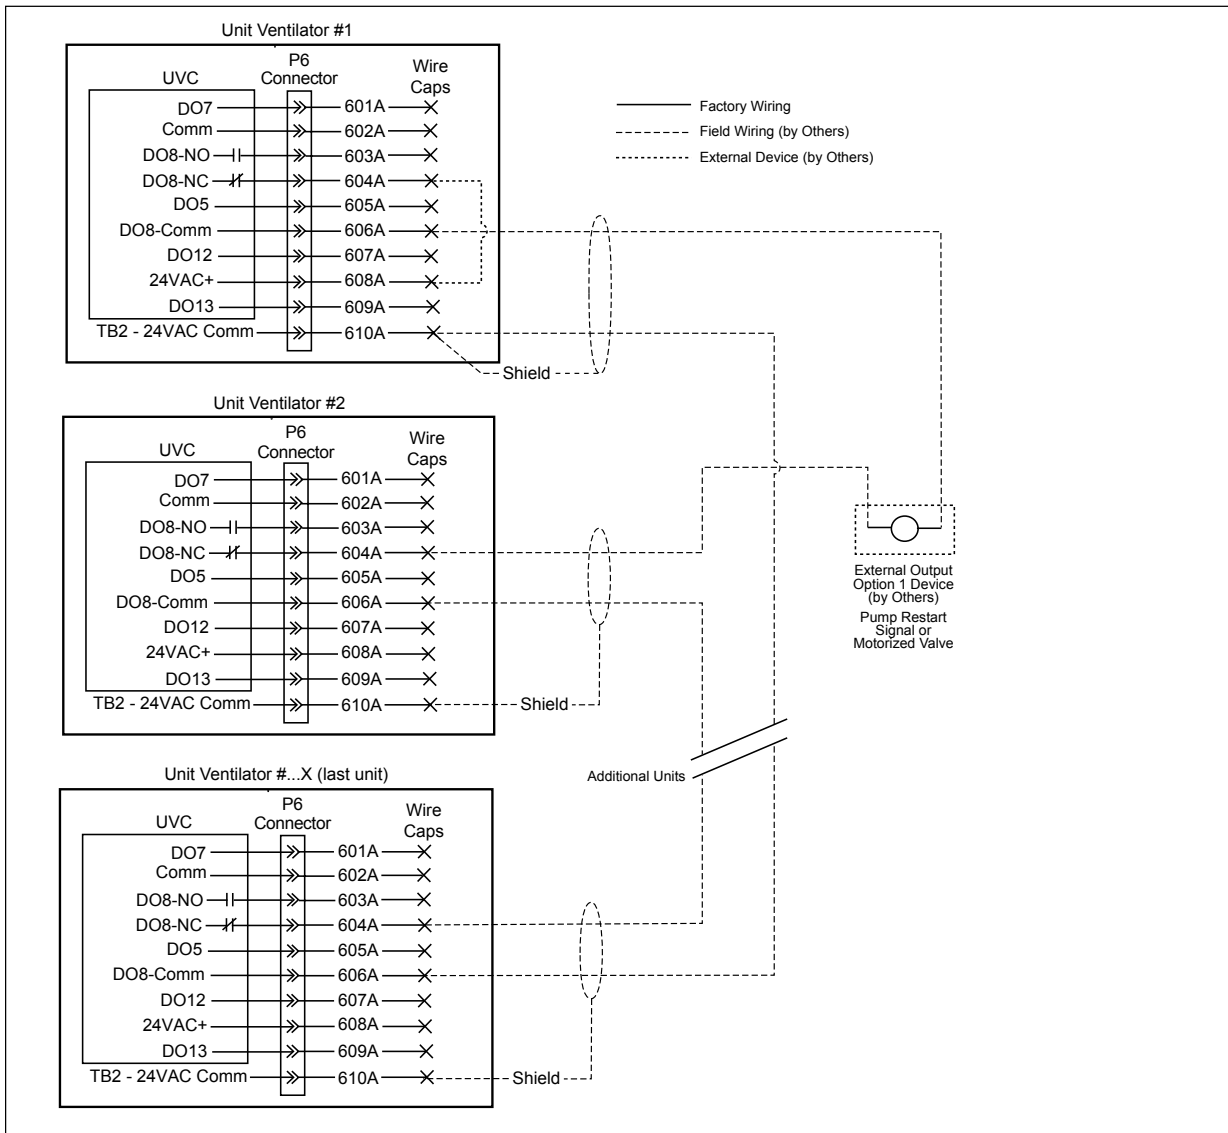 Unit Ventilator #1
P6
Connector
Wire
Caps
UVC
DO7
601A
Comm
602A
DO8-NO
603A
DO8-NC
604A
DO5
605A
DO8-Comm
606A
DO12
607A
24VAC+
608A
DO13
609A
TB2 - 24VAC Comm
610A
Shield
Factory Wiring
Field Wiring (by Others)
External Device (by Others)
Unit Ventilator #2
P6
Connector
Wire
Caps
UVC
DO7
601A
Comm
602A
DO8-NO
603A
DO8-NC
604A
DO5
605A
DO8-Comm
606A
DO12
607A
24VAC+
608A
DO13
609A
TB2 - 24VAC Comm
610A
Shield
External Output
Option 1 Device
(by Others)
Pump Restart
Signal or
Motorized Valve
Additional Units
Unit Ventilator #...X (last unit)
P6
Connector
Wire
Caps
UVC
DO7
601A
Comm
602A
DO8-NO
603A
DO8-NC
604A
DO5
605A
DO8-Comm
606A
DO12
607A
24VAC+
608A
DO13
609A
TB2 - 24VAC Comm
610A
Shield